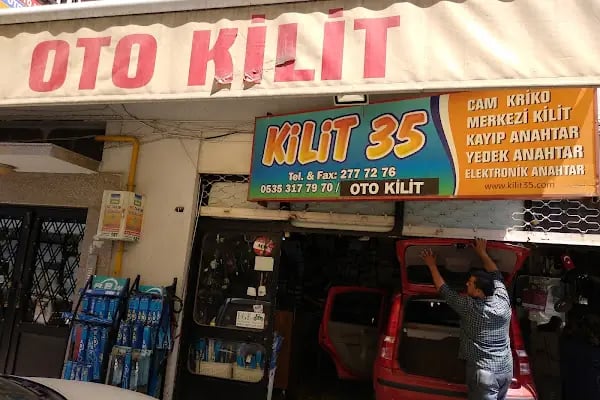 OTO KİLİT
KİLİT 35
Tel. & Fax: 277 72 76
0535 317 79 70 / OTO KİLİT
CAM KRİKO
MERKEZİ KİLİT
KAYIP ANAHTAR
YEDEK ANAHTAR
ELEKTRONİK ANAHTAR
www.kilit35.com